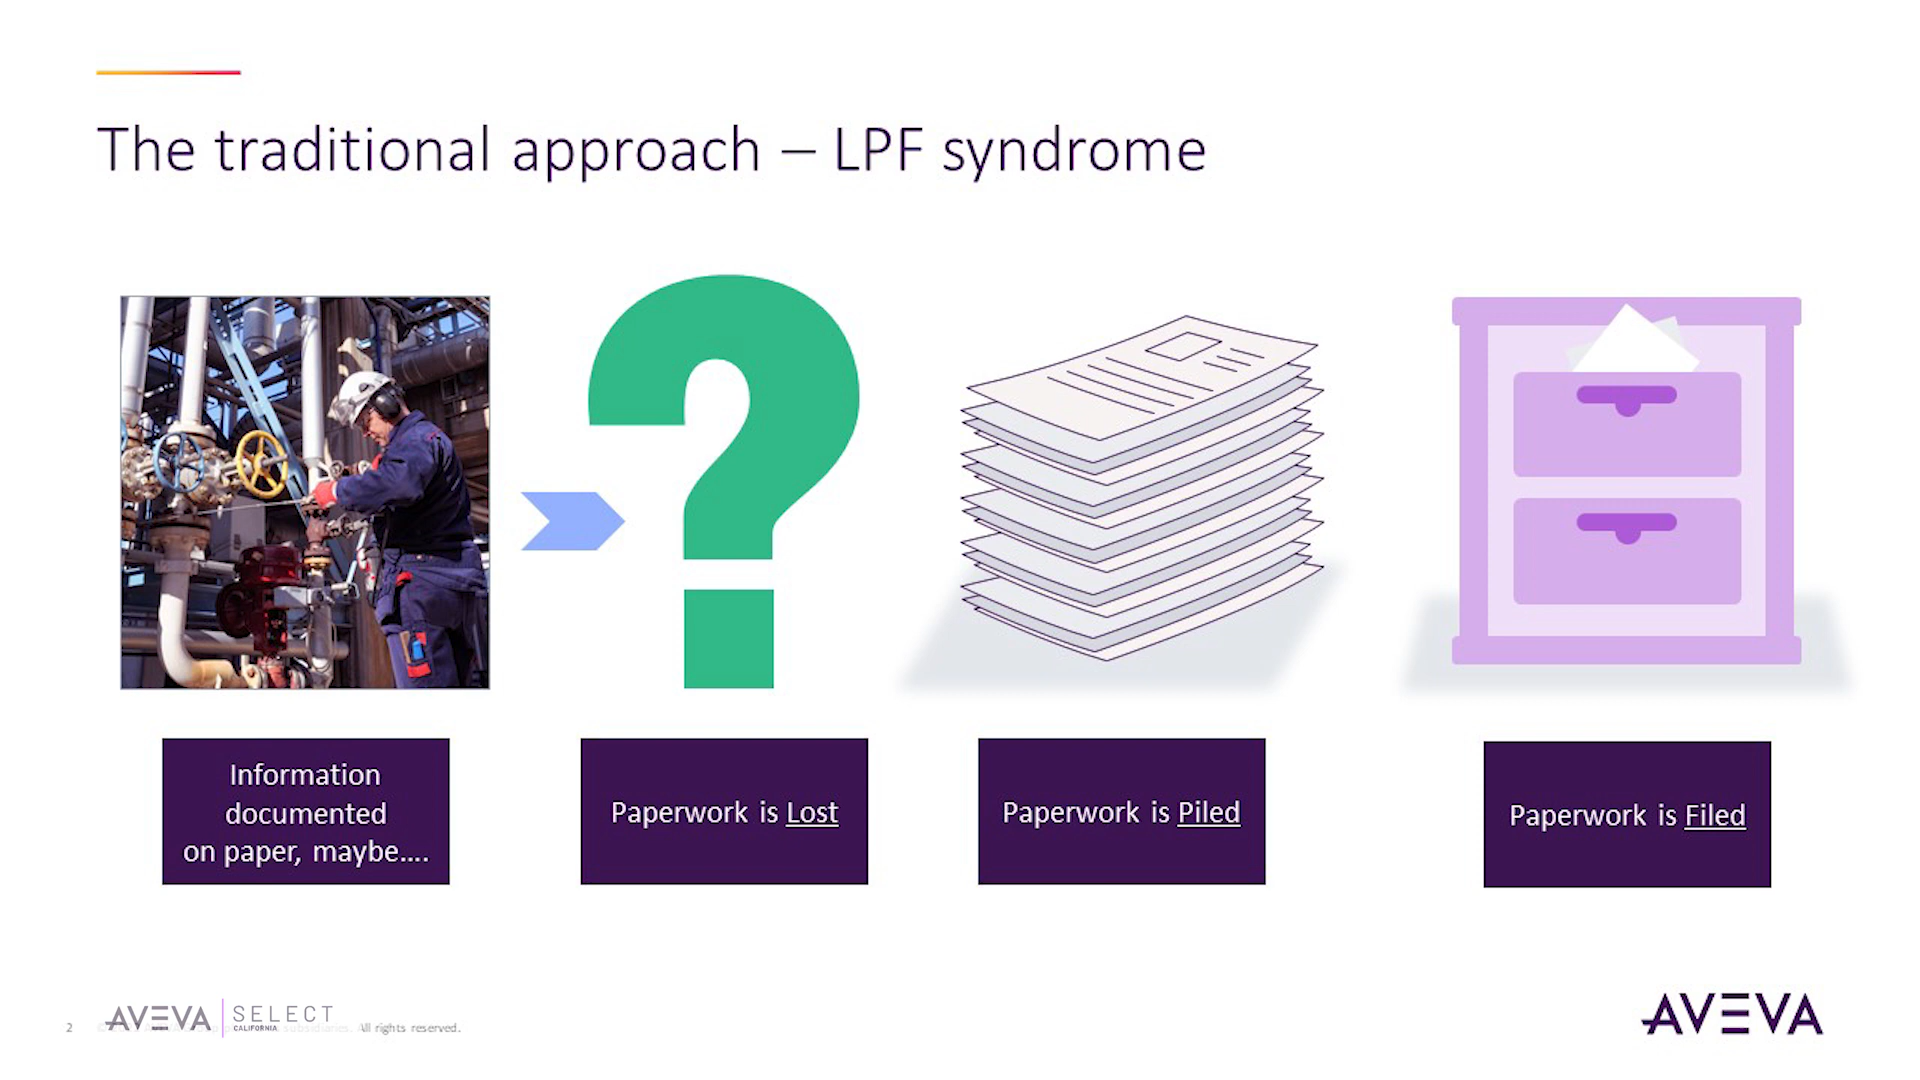 The traditional approach – LPF syndrome
Information
documented
on paper, maybe....
Paperwork is Lost
Paperwork is Piled
Paperwork is Filed
2
AVEVA
SELECT
CALIFORNIA
subsidiaries. All rights reserved.
AVEVA